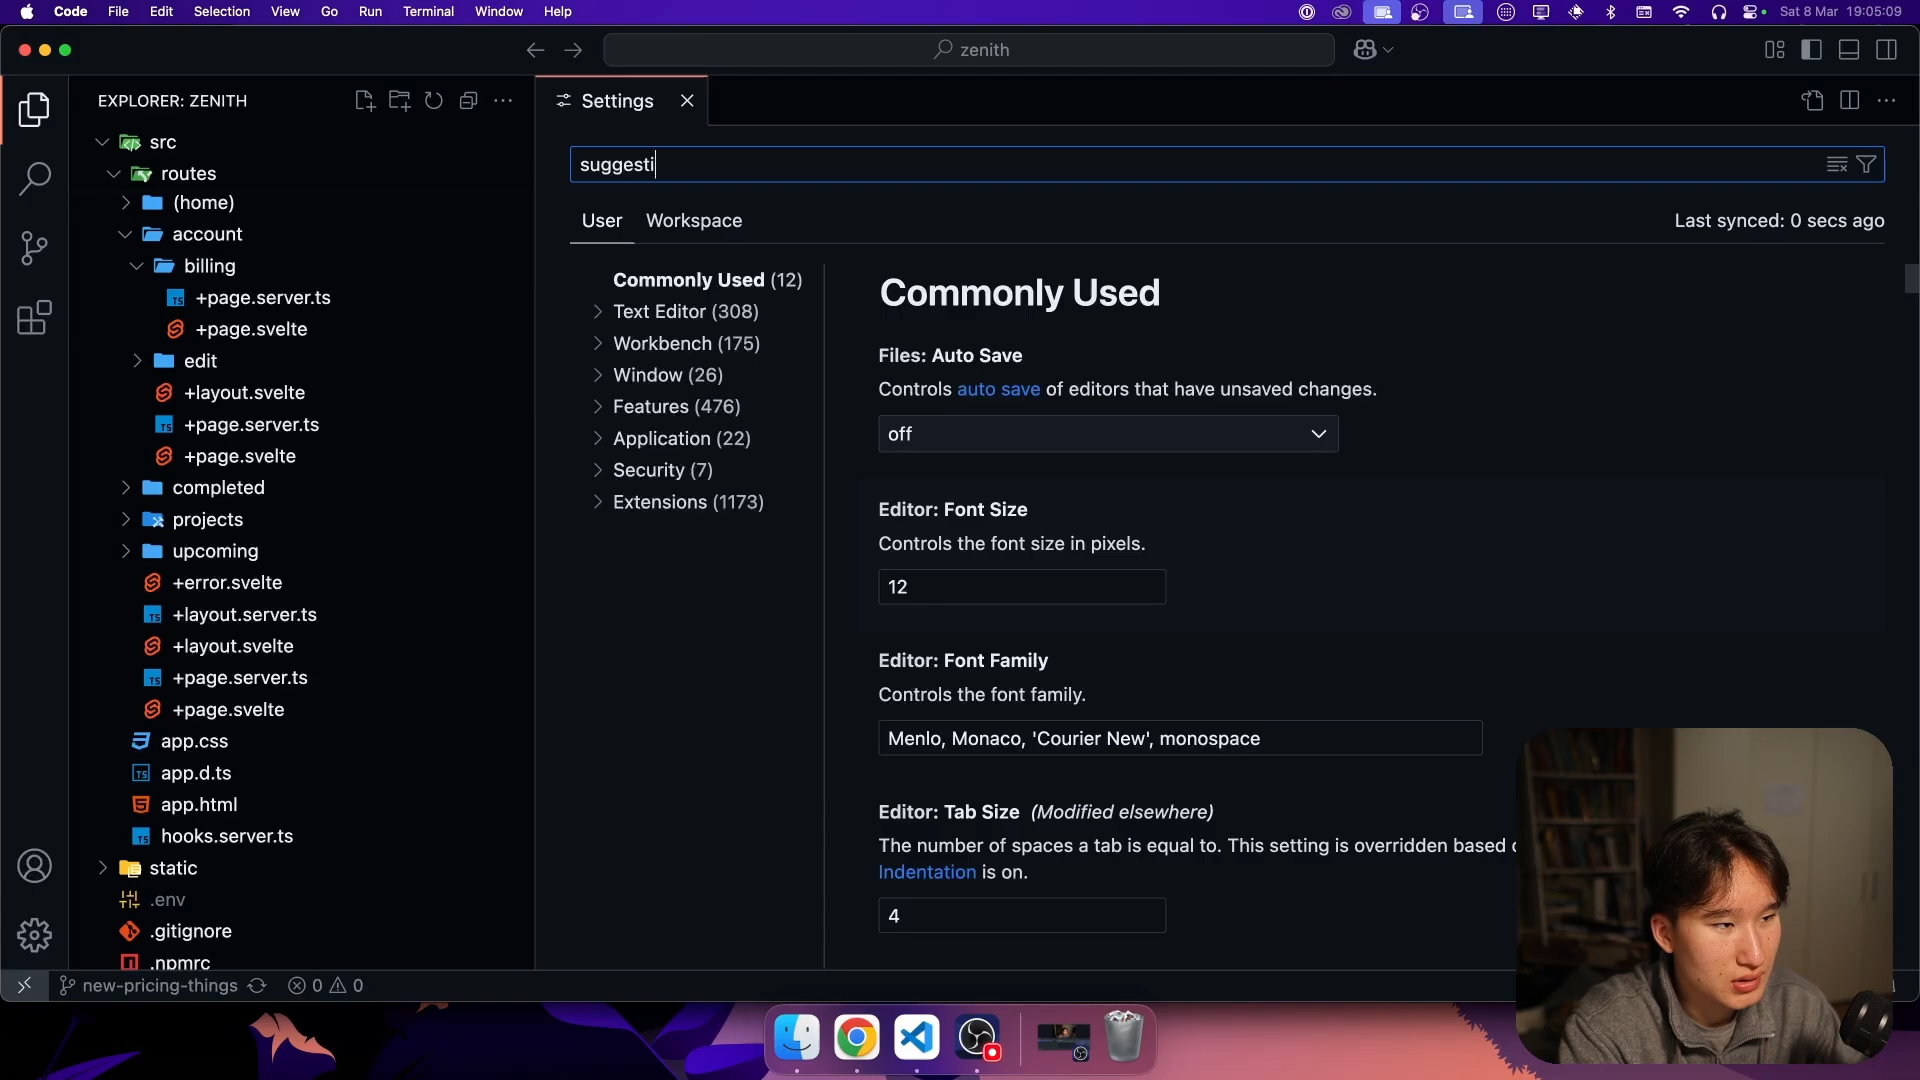 Code File Edit Selection View Go Run Terminal Window Help
Sat 8 Mar 19:05:09
zenith
EXPLORER: ZENITH
src
routes
(home)
account
billing
+page.server.ts
+page.svelte
edit
+layout.svelte
+page.server.ts
+page.svelte
completed
projects
upcoming
+error.svelte
+layout.server.ts
+layout.svelte
+page.server.ts
+page.svelte
app.css
app.d.ts
app.html
hooks.server.ts
static
.env
.gitignore
.npmrc
new-pricing-things 0 0
Settings
suggesti
User Workspace
Last synced: 0 secs ago
Commonly Used (12)
Text Editor (308)
Workbench (175)
Window (26)
Features (476)
Application (22)
Security (7)
Extensions (1173)
Commonly Used
Files: Auto Save
Controls auto save of editors that have unsaved changes.
off
Editor: Font Size
Controls the font size in pixels.
12
Editor: Font Family
Controls the font family.
Menlo, Monaco, 'Courier New', monospace
Editor: Tab Size (Modified elsewhere)
The number of spaces a tab is equal to. This setting is overridden based
Indentation is on.
4